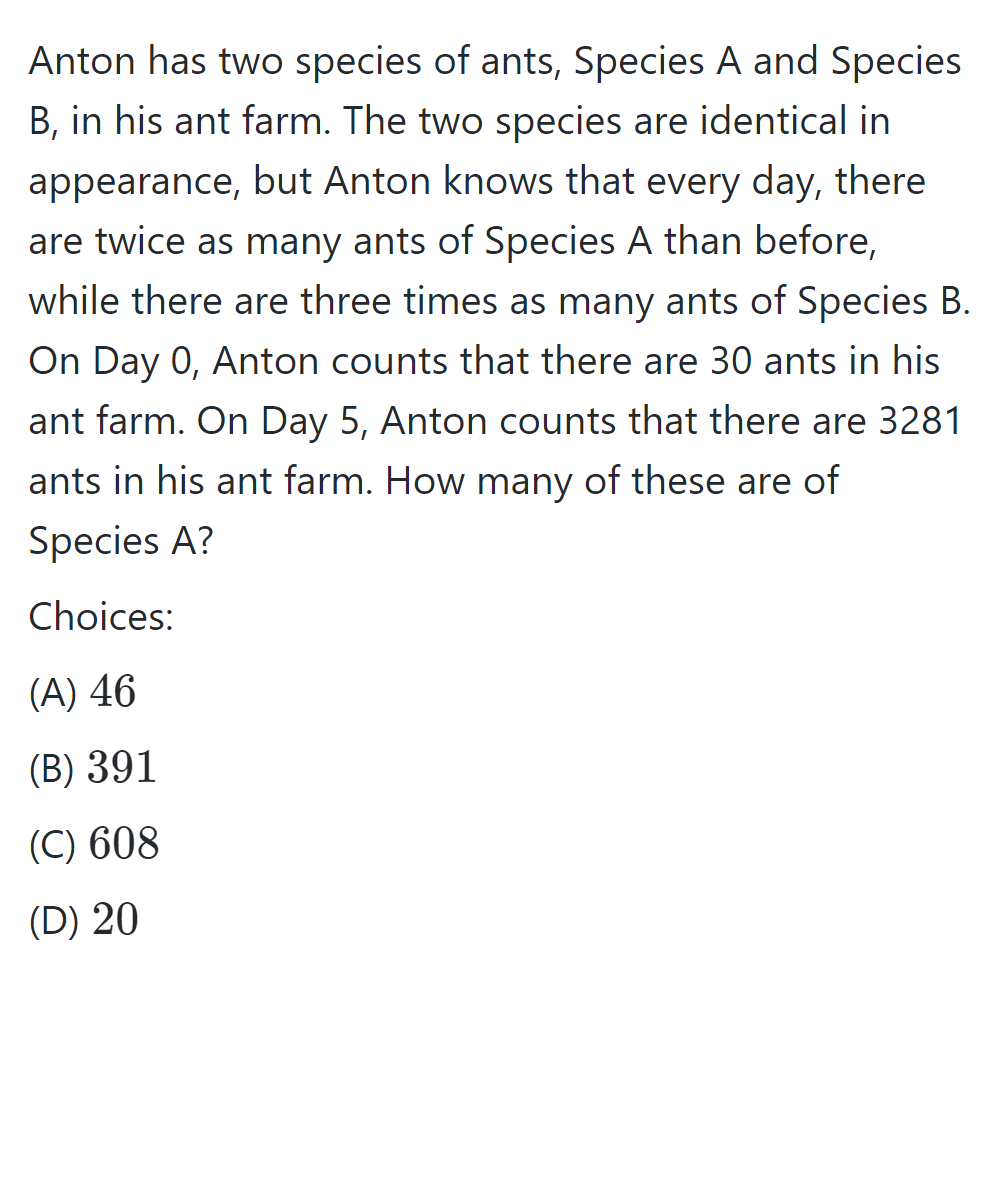 Anton has two species of ants, Species A and Species
B, in his ant farm. The two species are identical in
appearance, but Anton knows that every day, there
are twice as many ants of Species A than before,
while there are three times as many ants of Species B.
On Day 0, Anton counts that there are 30 ants in his
ant farm. On Day 5, Anton counts that there are 3281
ants in his ant farm. How many of these are of
Species A?
Choices:
(A) 46
(B) 391
(C) 608
(D) 20